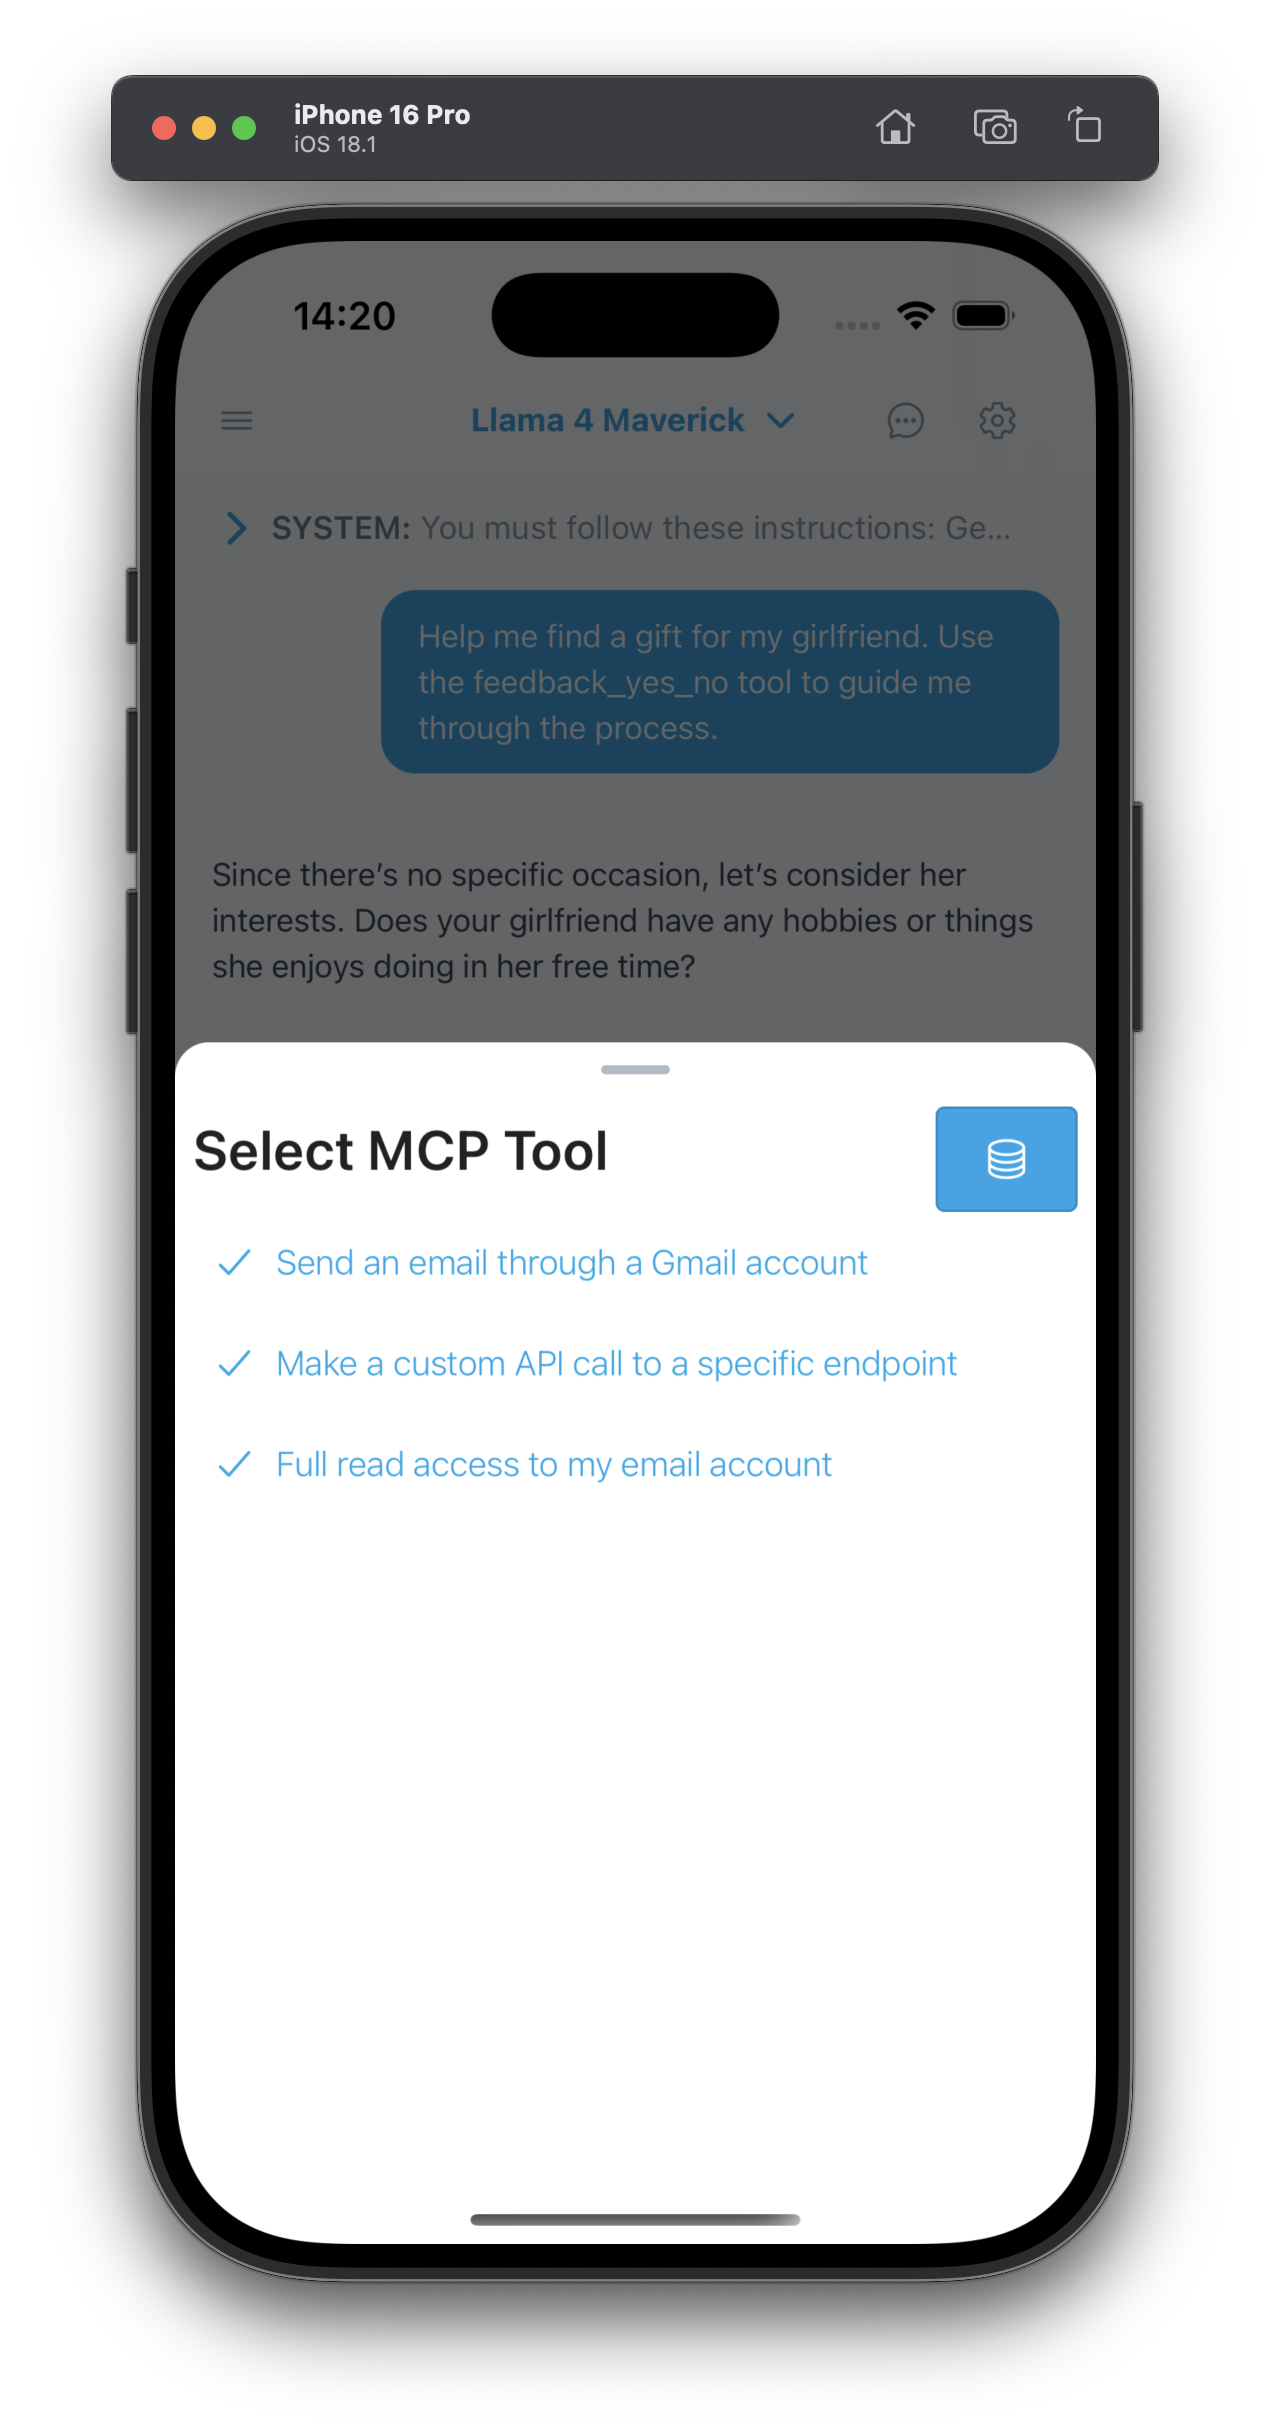 iPhone 16 Pro
iOS 18.1
14:20
Llama 4 Maverick
SYSTEM: You must follow these instructions: Ge...
Help me find a gift for my girlfriend. Use
the feedback_yes_no tool to guide me
through the process.
Since there’s no specific occasion, let’s consider her
interests. Does your girlfriend have any hobbies or things
she enjoys doing in her free time?
Select MCP Tool
Send an email through a Gmail account
Make a custom API call to a specific endpoint
Full read access to my email account